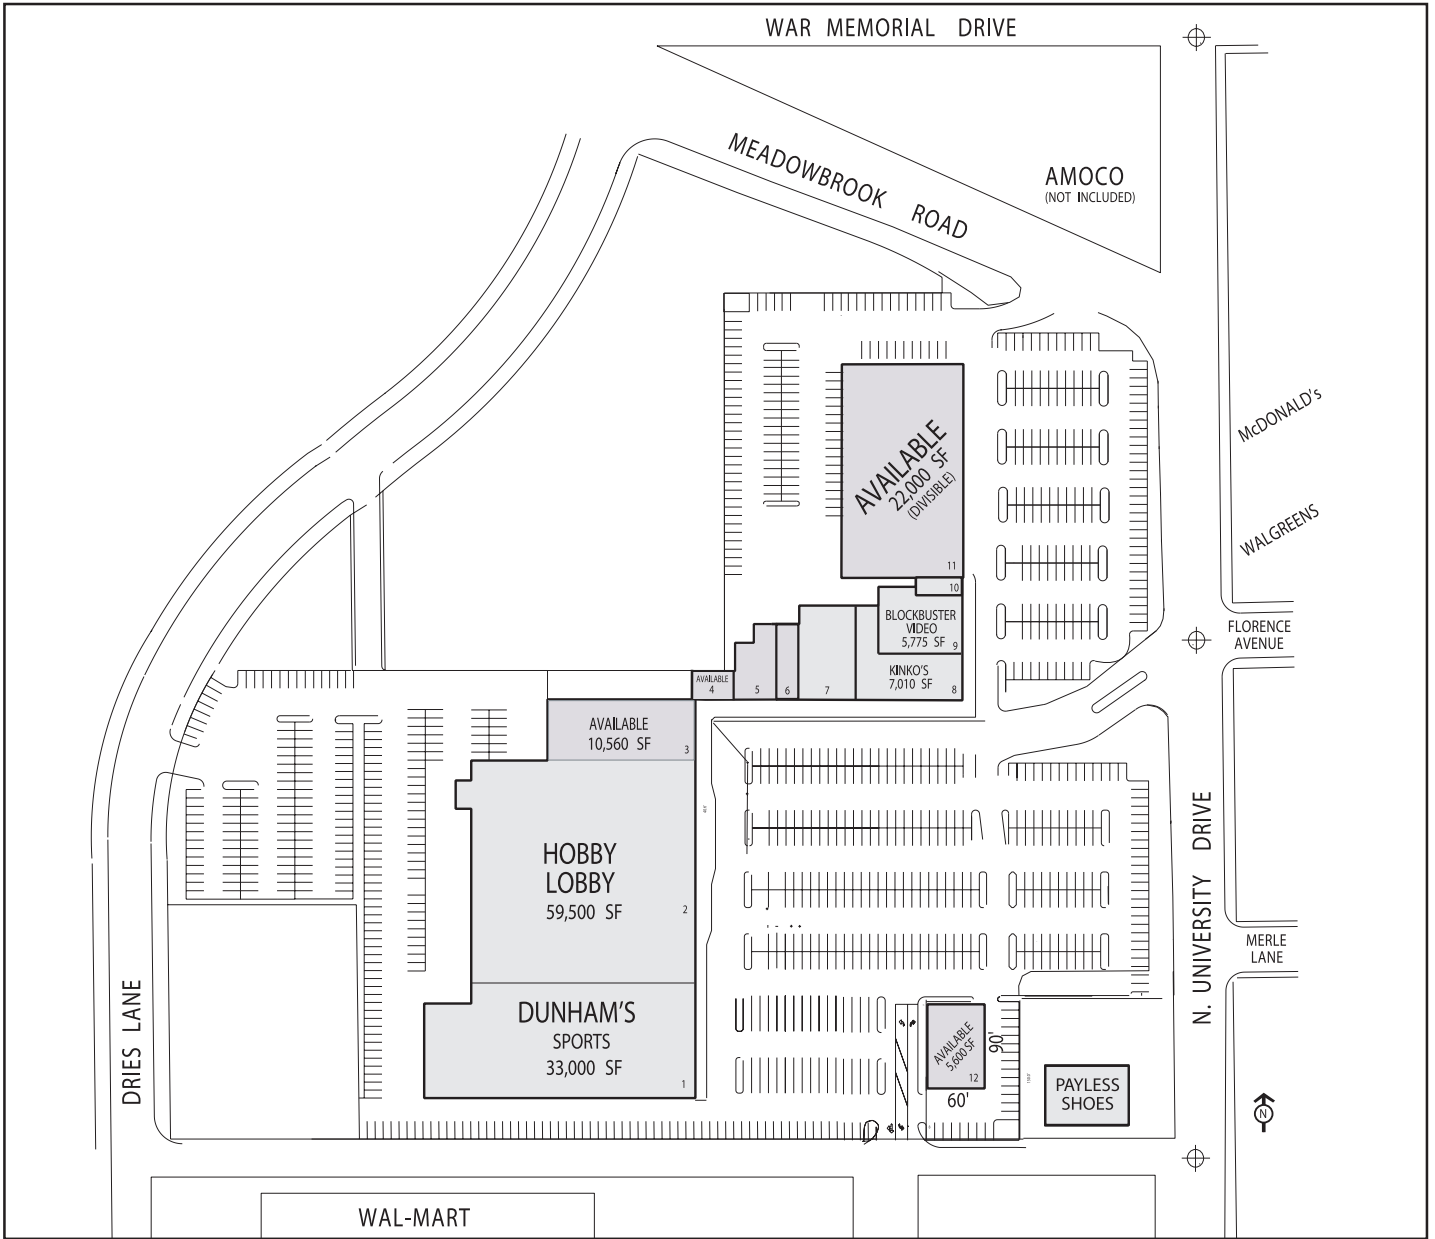 WAR MEMORIAL DRIVE
MEADOWBROOK ROAD
AMOCO
(NOT INCLUDED)
McDONALD's
WALGREENS
AVAILABLE
22,000 SF
(DIVISIBLE)
11
10
BLOCKBUSTER
VIDEO
5,775 SF
9
FLORENCE
AVENUE
KINKO'S
7,010 SF
8
AVAILABLE
4
5
6
7
AVAILABLE
10,560 SF
3
HOBBY
LOBBY
59,500 SF
2
N. UNIVERSITY DRIVE
MERLE
LANE
DRIES LANE
DUNHAM'S
SPORTS
33,000 SF
1
AVAILABLE
5,600 SF
12
90'
60'
PAYLESS
SHOES
N
WAL-MART